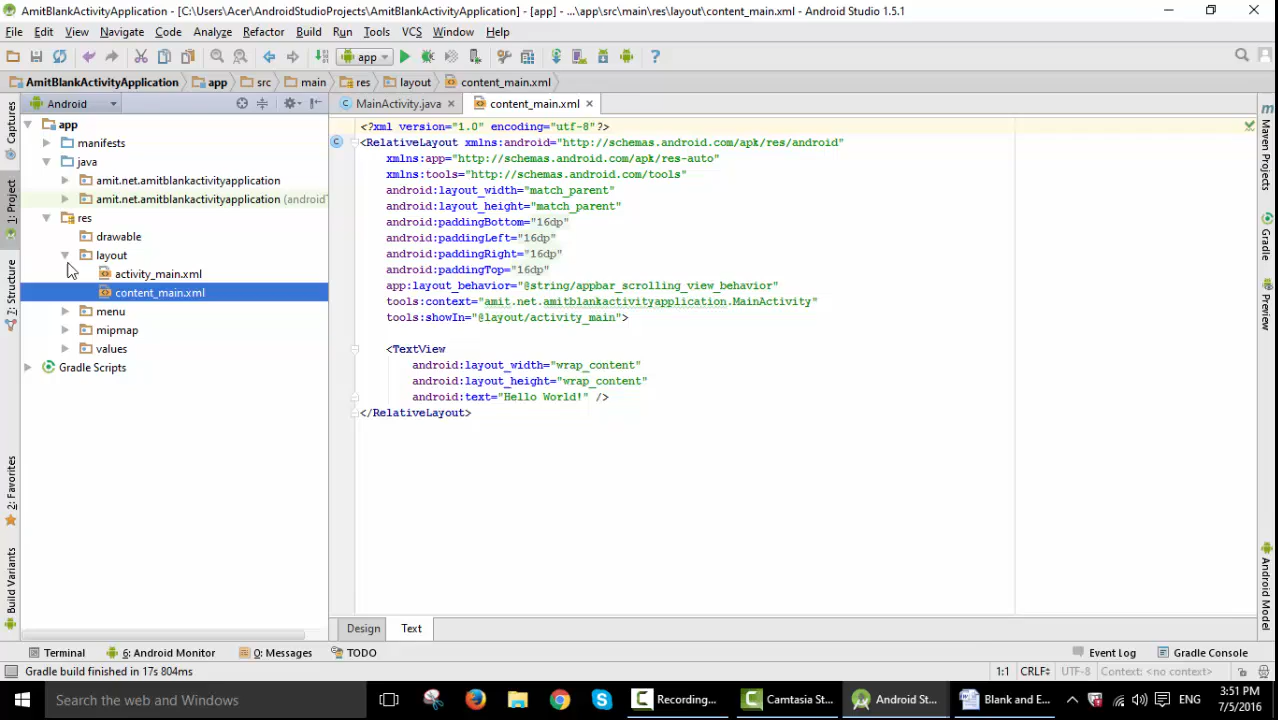 AmitBlankActivityApplication - [C:\Users\Acer\AndroidStudioProjects\AmitBlankActivityApplication] - [app] - ...\app\src\main\res\layout\content_main.xml - Android Studio 1.5.1
File Edit View Navigate Code Analyze Refactor Build Run Tools VCS Window Help
app
AmitBlankActivityApplication app src main res layout content_main.xml
Android
MainActivity.java content_main.xml
Captures
1: Project
7: Structure
2: Favorites
Build Variants
app
manifests
java
amit.net.amitblankactivityapplication
amit.net.amitblankactivityapplication (android
res
drawable
layout
activity_main.xml
content_main.xml
menu
mipmap
values
Gradle Scripts
<?xml version="1.0" encoding="utf-8"?>
<RelativeLayout xmlns:android="http://schemas.android.com/apk/res/android"
xmlns:app="http://schemas.android.com/apk/res-auto"
xmlns:tools="http://schemas.android.com/tools"
android:layout_width="match_parent"
android:layout_height="match_parent"
android:paddingBottom="16dp"
android:paddingLeft="16dp"
android:paddingRight="16dp"
android:paddingTop="16dp"
app:layout_behavior="@string/appbar_scrolling_view_behavior"
tools:context="amit.net.amitblankactivityapplication.MainActivity"
tools:showIn="@layout/activity_main">
<TextView
android:layout_width="wrap_content"
android:layout_height="wrap_content"
android:text="Hello World!" />
</RelativeLayout>
Maven Projects
Gradle
Preview
Android Model
Design Text
Terminal 6: Android Monitor 0: Messages TODO Event Log Gradle Console
Gradle build finished in 17s 804ms 1:1 CRLF÷ UTF-8 Context: <no context>
Search the web and Windows
Recording... Camtasia St... Android St... Blank and E...
ENG
3:51 PM
7/5/2016